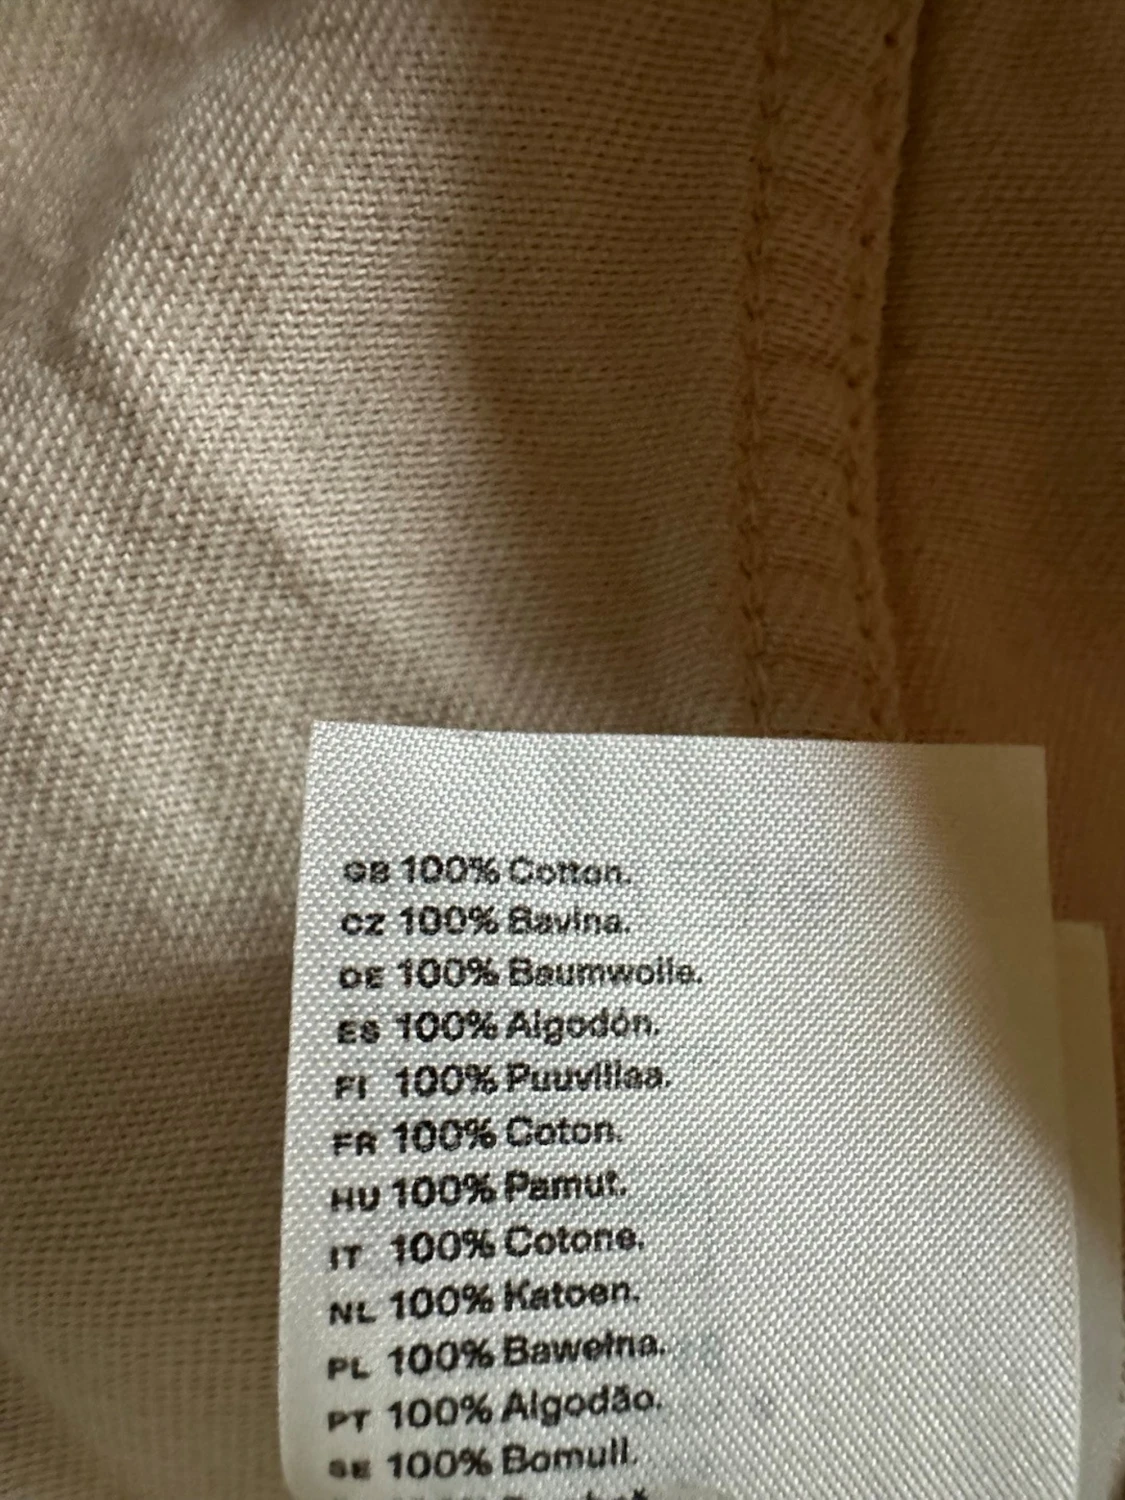 GB 100% Cotton.
CZ 100% Bavlna.
DE 100% Baumwolle.
ES 100% Algodón.
FI 100% Puuvillaa.
FR 100% Coton.
HU 100% Pamut.
IT 100% Cotone.
NL 100% Katoen.
PL 100% Bawełna.
PT 100% Algodão.
SE 100% Bomull.